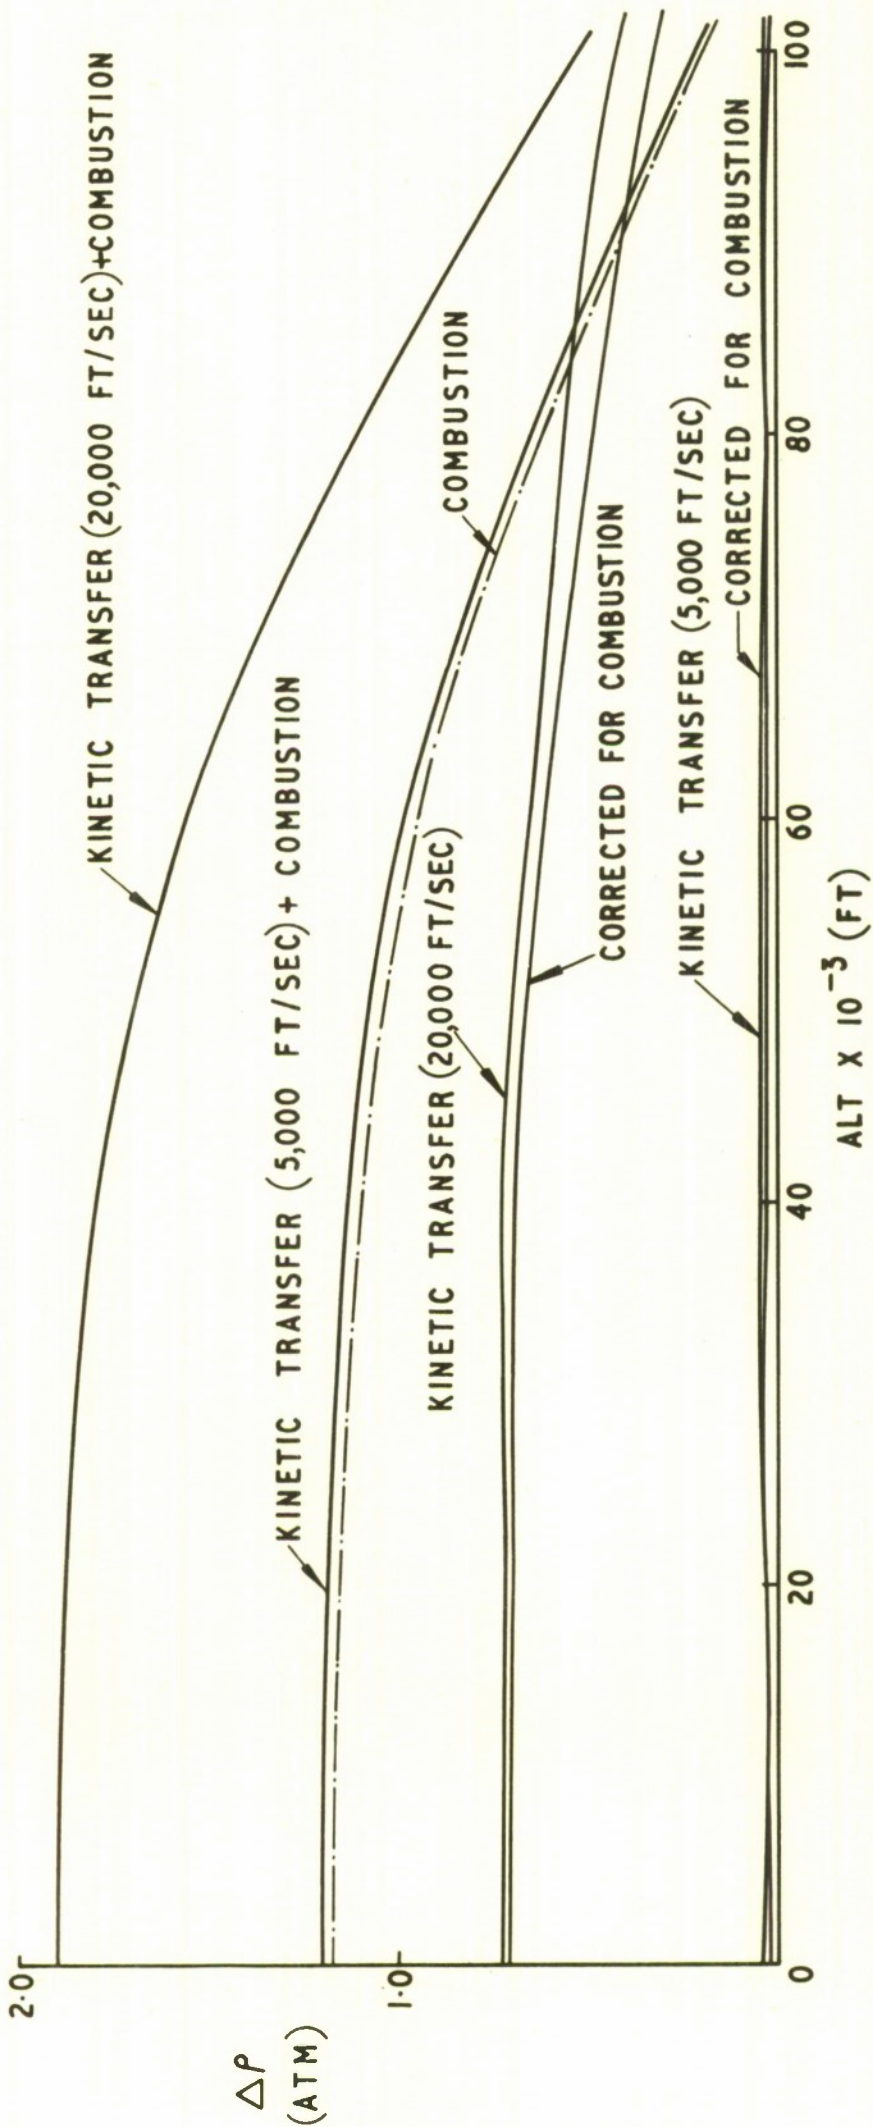 2·0
1·0
0
ΔP
(ATM)
KINETIC TRANSFER (20,000 FT/SEC)+COMBUSTION
KINETIC TRANSFER (5,000 FT/SEC)+ COMBUSTION
COMBUSTION
KINETIC TRANSFER (20,000 FT/SEC)
CORRECTED FOR COMBUSTION
KINETIC TRANSFER (5,000 FT/SEC)
CORRECTED FOR COMBUSTION
20
40
60
80
100
ALT X 10⁻³ (FT)